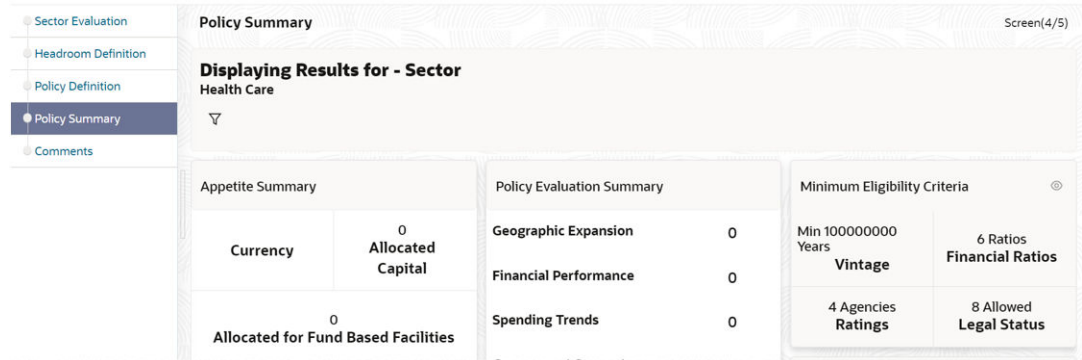 Sector Evaluation
Headroom Definition
Policy Definition
Policy Summary
Comments
Policy Summary
Screen(4/5)
Displaying Results for - Sector
Health Care
Appetite Summary
Currency
0
Allocated
Capital
0
Allocated for Fund Based Facilities
Policy Evaluation Summary
Geographic Expansion 0
Financial Performance 0
Spending Trends 0
Minimum Eligibility Criteria
Min 100000000
Years
Vintage
6 Ratios
Financial Ratios
4 Agencies
Ratings
8 Allowed
Legal Status